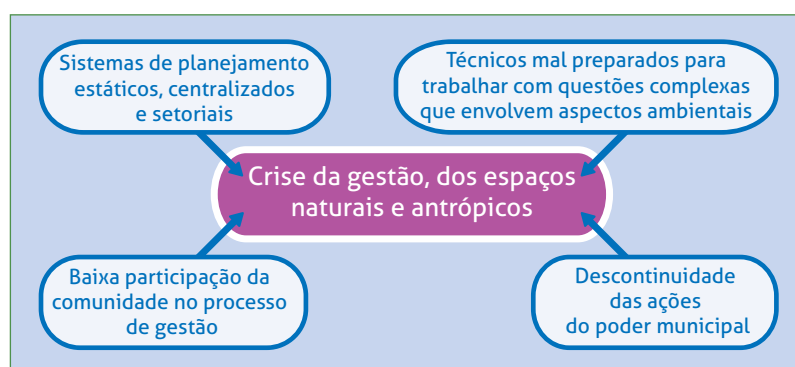 Sistemas de planejamento
estáticos, centralizados
e setoriais
Técnicos mal preparados para
trabalhar com questões complexas
que envolvem aspectos ambientais
Crise da gestão, dos espaços
naturais e antrópicos
Baixa participação da
comunidade no processo
de gestão
Descontinuidade
das ações
do poder municipal